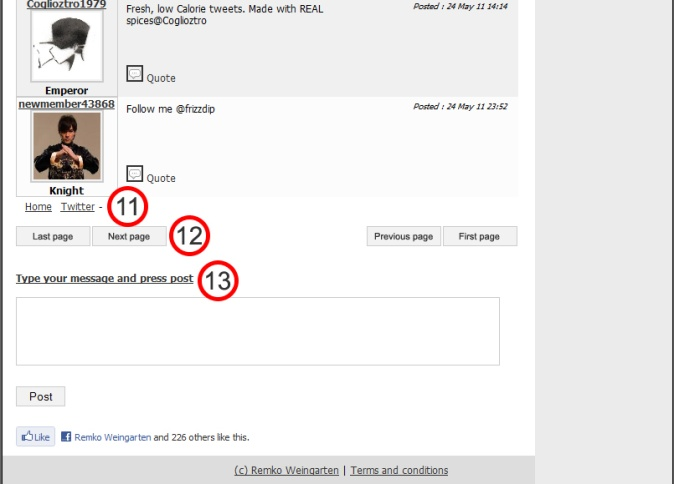 Coglioztro1979
Fresh, low Calorie tweets. Made with REAL
spices@Coglioztro
Posted : 24 May 11 14:14
Quote
Emperor
newmember43868
Follow me @frizzdip
Posted : 24 May 11 23:52
Quote
Knight
Home Twitter - 11
Last page Next page 12 Previous page First page
Type your message and press post 13
Post
Like Remko Weingarten and 226 others like this.
(c) Remko Weingarten | Terms and conditions